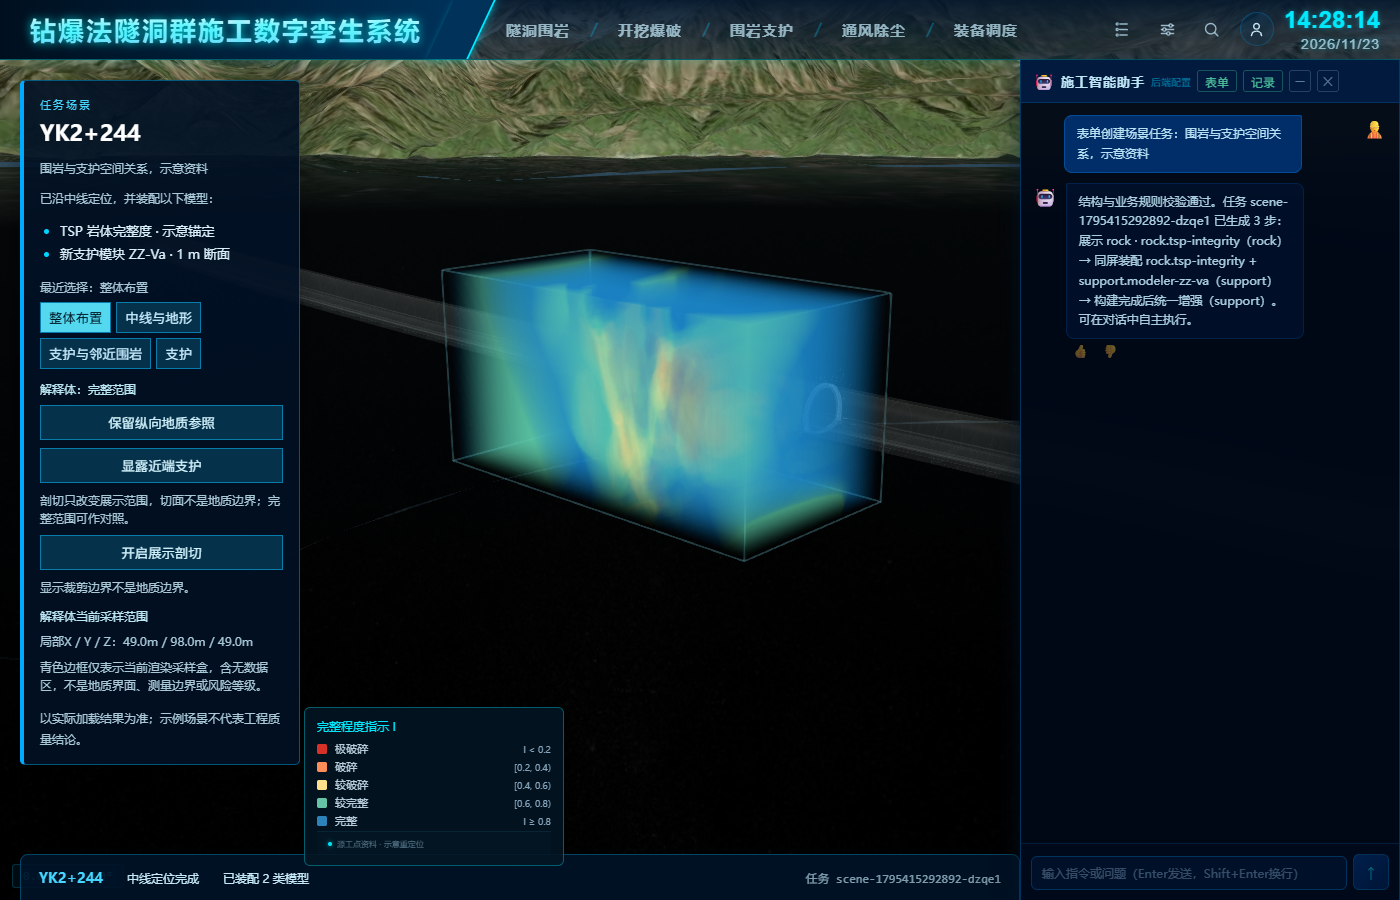 钻爆法隧洞群施工数字孪生系统
隧洞围岩 / 开挖爆破 / 围岩支护 / 通风除尘 / 装备调度
14:28:14
2026/11/23
任务场景
YK2+244
围岩与支护空间关系，示意资料
已沿中线定位，并装配以下模型：
TSP 岩体完整度 · 示意锚定
新支护模块 ZZ-Va · 1 m 断面
最近选择：整体布置
整体布置 中线与地形
支护与邻近围岩 支护
解释体：完整范围
保留纵向地质参照
显露近端支护
剖切只改变展示范围，切面不是地质边界；完
整范围可作对照。
开启展示剖切
显示裁剪边界不是地质边界。
解释体当前采样范围
局部X / Y / Z：49.0m / 98.0m / 49.0m
青色边框仅表示当前渲染采样盒，含无数据
区，不是地质界面、测量边界或风险等级。
以实际加载结果为准；示例场景不代表工程质
量结论。
完整程度指示 I
极破碎 I < 0.2
破碎 [0.2, 0.4)
较破碎 [0.4, 0.6)
较完整 [0.6, 0.8)
完整 I ≥ 0.8
源工点资料 · 示意重定位
YK2+244 中线定位完成 已装配 2 类模型 任务 scene-1795415292892-dzqe1
施工智能助手 后端配置 表单 记录
表单创建场景任务：围岩与支护空间关
系，示意资料
结构与业务规则校验通过。任务 scene-
1795415292892-dzqe1 已生成 3 步：
展示 rock · rock.tsp-integrity（rock）
→ 同屏装配 rock.tsp-integrity +
support.modeler-zz-va（support）
→ 构建完成后统一增强（support）。
可在对话中自主执行。
输入指令或问题（Enter发送，Shift+Enter换行）